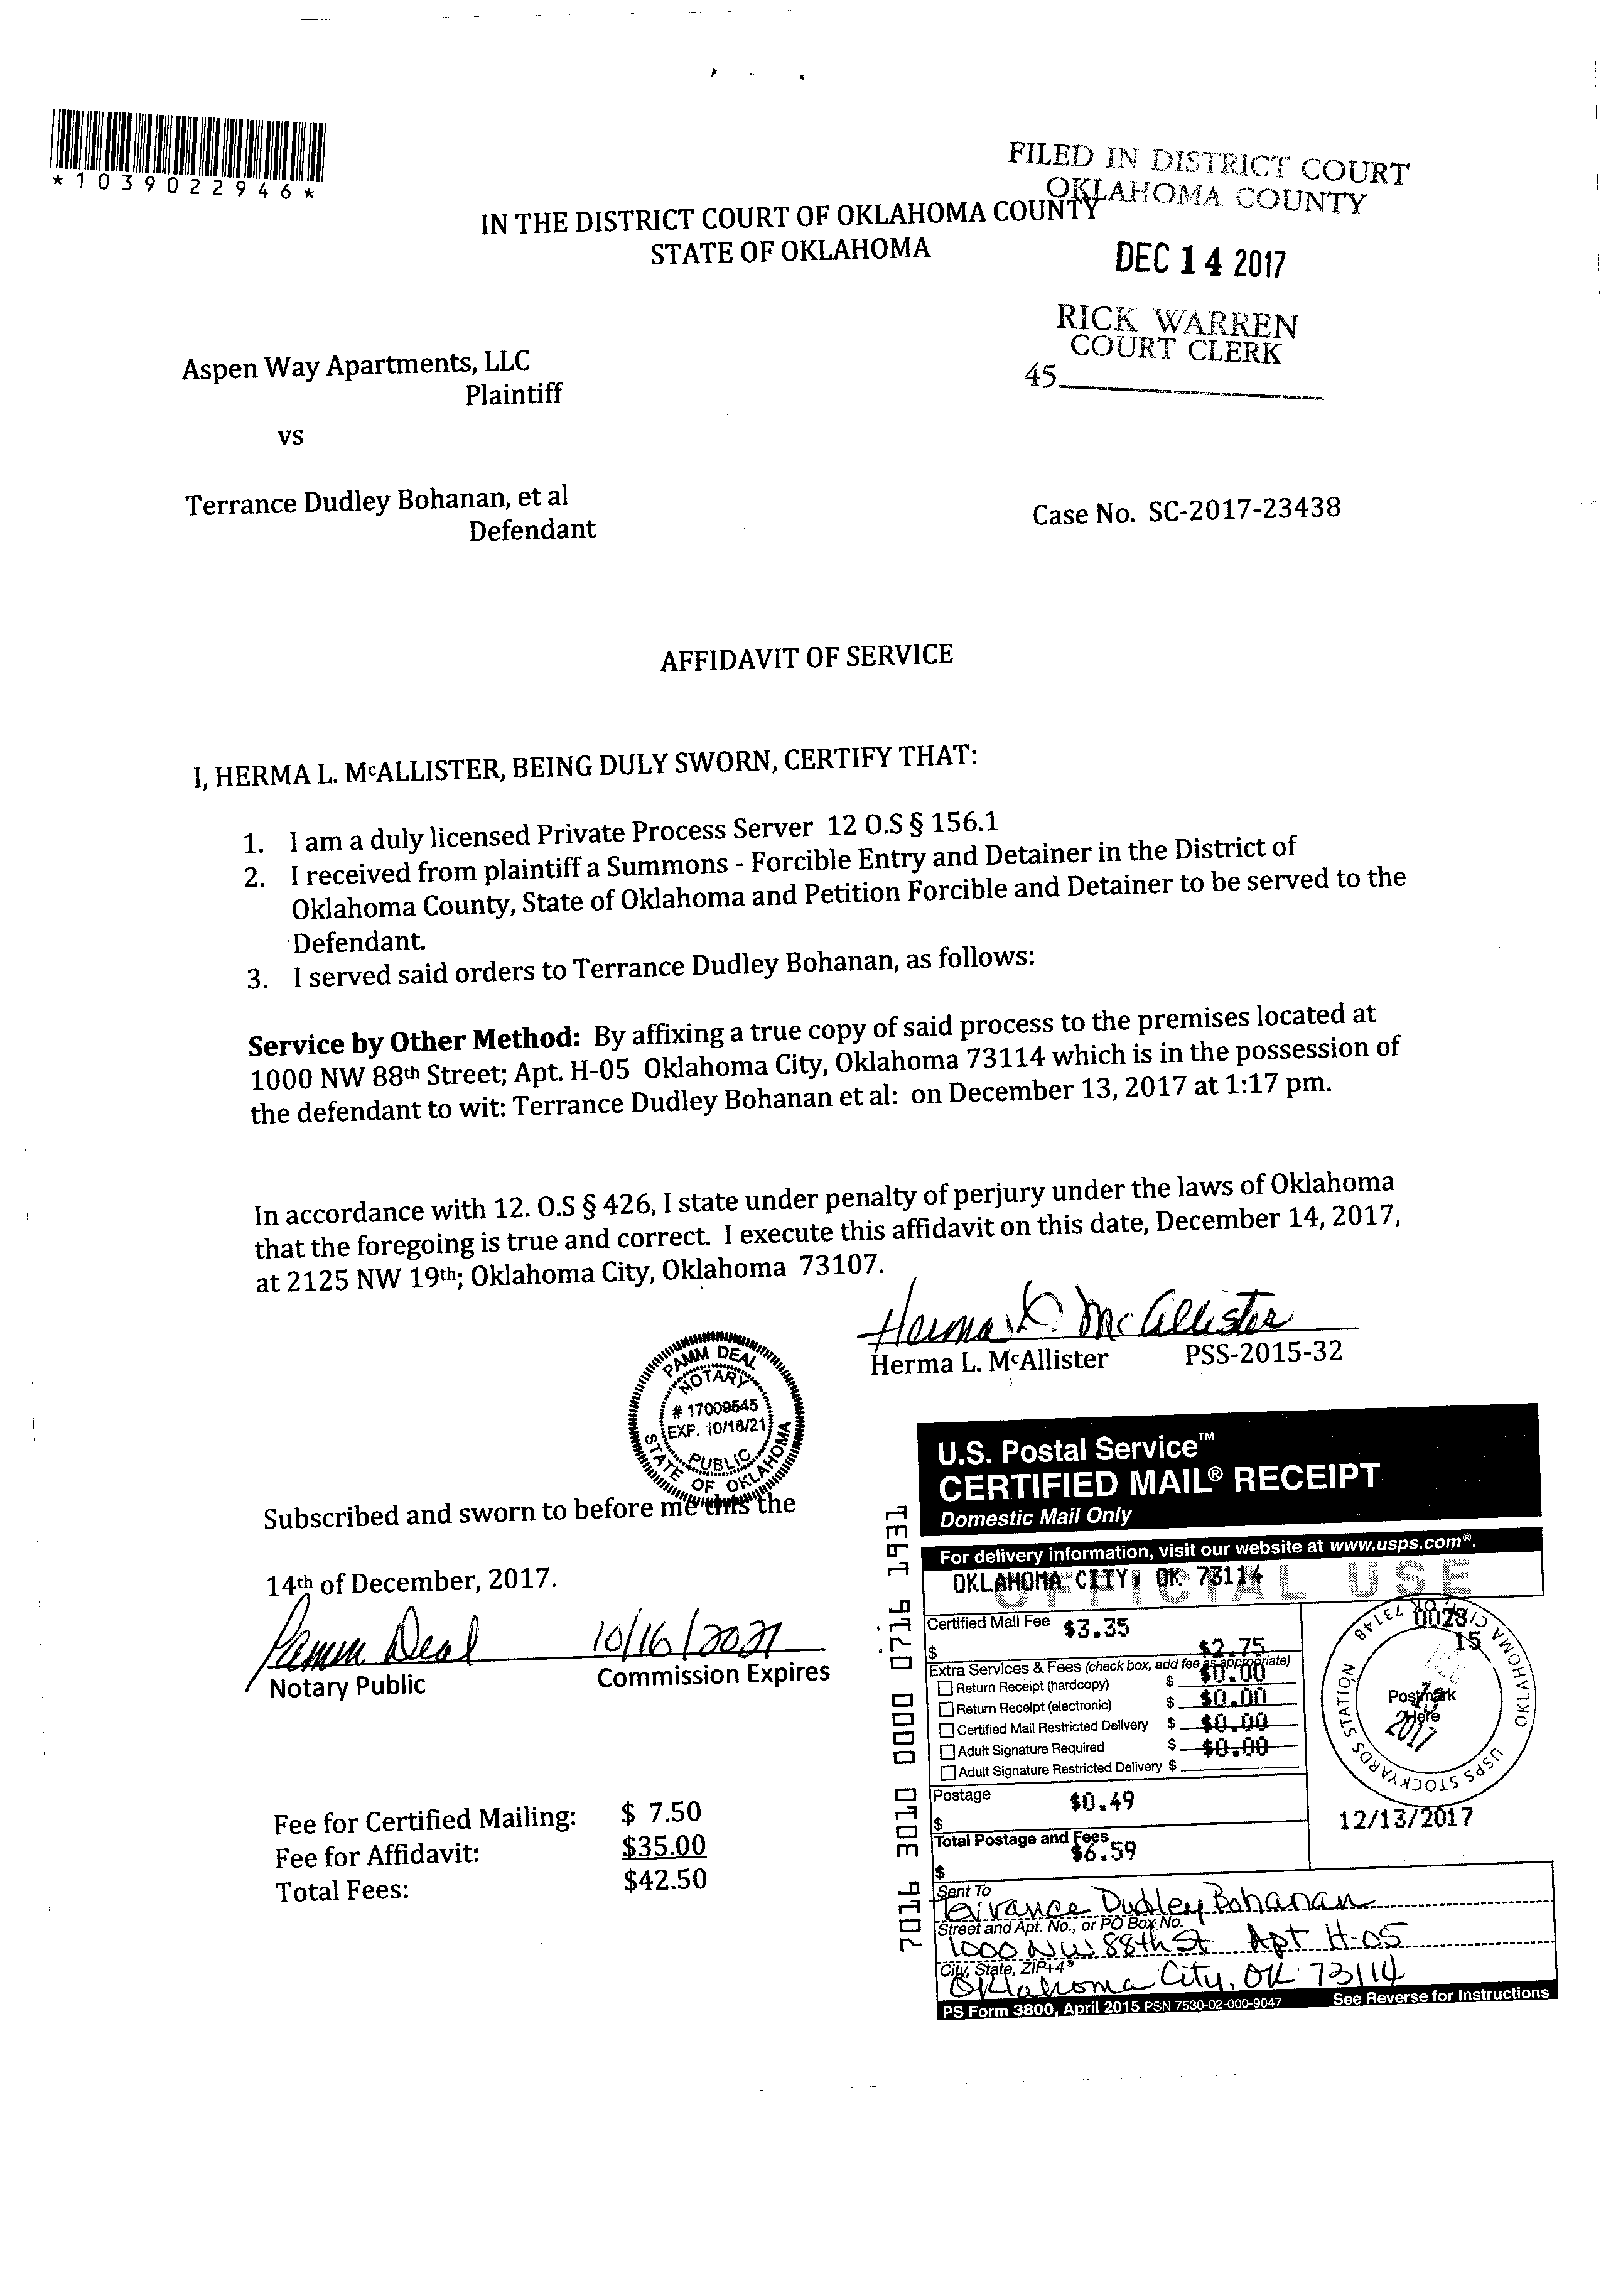 *1039022946*
FILED IN DISTRICT COURT
OKLAHOMA COUNTY
IN THE DISTRICT COURT OF OKLAHOMA COUNTY
STATE OF OKLAHOMA
DEC 14 2017
RICK WARREN
COURT CLERK
45
Aspen Way Apartments, LLC
Plaintiff
vs
Terrance Dudley Bohanan, et al
Defendant
Case No. SC-2017-23438
AFFIDAVIT OF SERVICE
I, HERMA L. McALLISTER, BEING DULY SWORN, CERTIFY THAT:
1. I am a duly licensed Private Process Server 12 O.S § 156.1
2. I received from plaintiff a Summons - Forcible Entry and Detainer in the District of
Oklahoma County, State of Oklahoma and Petition Forcible and Detainer to be served to the
Defendant.
3. I served said orders to Terrance Dudley Bohanan, as follows:
Service by Other Method: By affixing a true copy of said process to the premises located at
1000 NW 88th Street; Apt. H-05 Oklahoma City, Oklahoma 73114 which is in the possession of
the defendant to wit: Terrance Dudley Bohanan et al: on December 13, 2017 at 1:17 pm.
In accordance with 12. O.S § 426, I state under penalty of perjury under the laws of Oklahoma
that the foregoing is true and correct. I execute this affidavit on this date, December 14, 2017,
at 2125 NW 19th; Oklahoma City, Oklahoma 73107.
Herma L. McAllister
Herma L. McAllister PSS-2015-32
PAMM DEAL
NOTARY
# 17009545
EXP. 10/16/21
PUBLIC
STATE OF OKLAHOMA
Subscribed and sworn to before me this the
14th of December, 2017.
Pamm Deal 10/16/2021
Notary Public Commission Expires
Fee for Certified Mailing: $ 7.50
Fee for Affidavit: $35.00
Total Fees: $42.50
7016 3010 0000 0716 1931
U.S. Postal Service™
CERTIFIED MAIL® RECEIPT
Domestic Mail Only
For delivery information, visit our website at www.usps.com®.
OFFICIAL USE
OKLAHOMA CITY, OK 73114
Certified Mail Fee $3.35
$ $2.75
Extra Services & Fees (check box, add fee as appropriate)
Return Receipt (hardcopy) $ $0.00
Return Receipt (electronic) $ $0.00
Certified Mail Restricted Delivery $ $0.00
Adult Signature Required $ $0.00
Adult Signature Restricted Delivery $
Postage $0.49
$
Total Postage and Fees $6.59
$
0023
15
OKLAHOMA CITY, OK 73148
USPS STOCKYARDS STATION
Postmark
Here
DEC 13 2017
12/13/2017
Sent To
Terrance Dudley Bohanan
Street and Apt. No., or PO Box No.
1000 NW 88th St Apt H-05
City, State, ZIP+4®
Oklahoma City, OK 73114
PS Form 3800, April 2015 PSN 7530-02-000-9047 See Reverse for Instructions